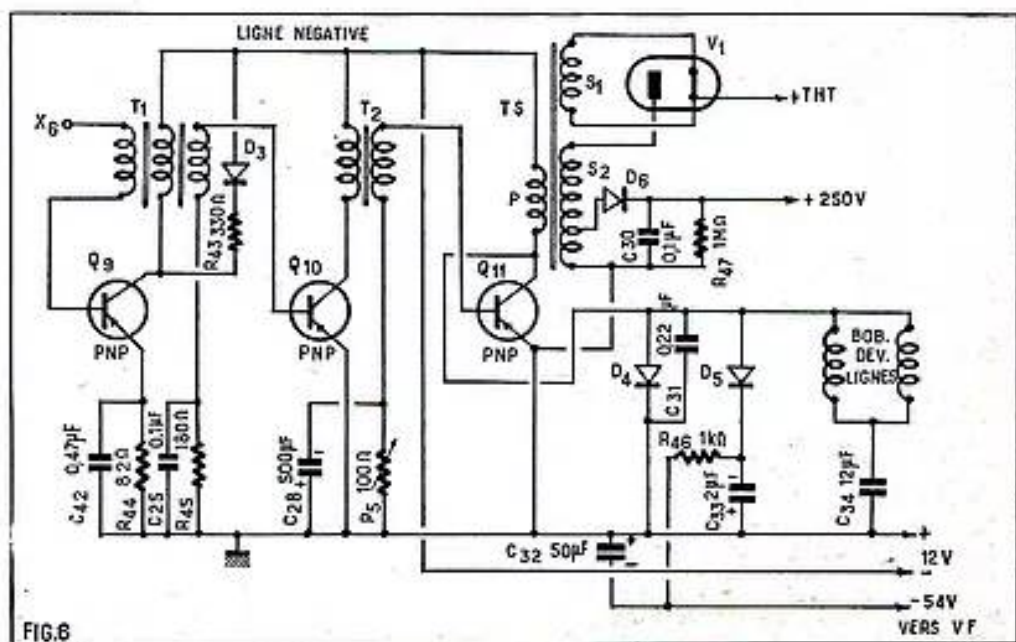 LIGNE NEGATIVE
V1
S1
+THT
T1
T2
TS
X6
D3
S2
D6
P
+250V
R43 330Ω
C30
0,1µF
R47 1MΩ
Q9
Q10
Q11
PNP
PNP
PNP
µF
0,22
D4
C31
D5
BOB.
DEV.
LIGNES
C42 0,47µF
R44 82Ω
C25 0.1µF
R45 180Ω
C28 500µF
- +
P5 100Ω
R46 1kΩ
C33 2µF
- +
C34 12µF
C32 50µF
+
-
+
12V
-
-54V
VERS VF
FIG.6